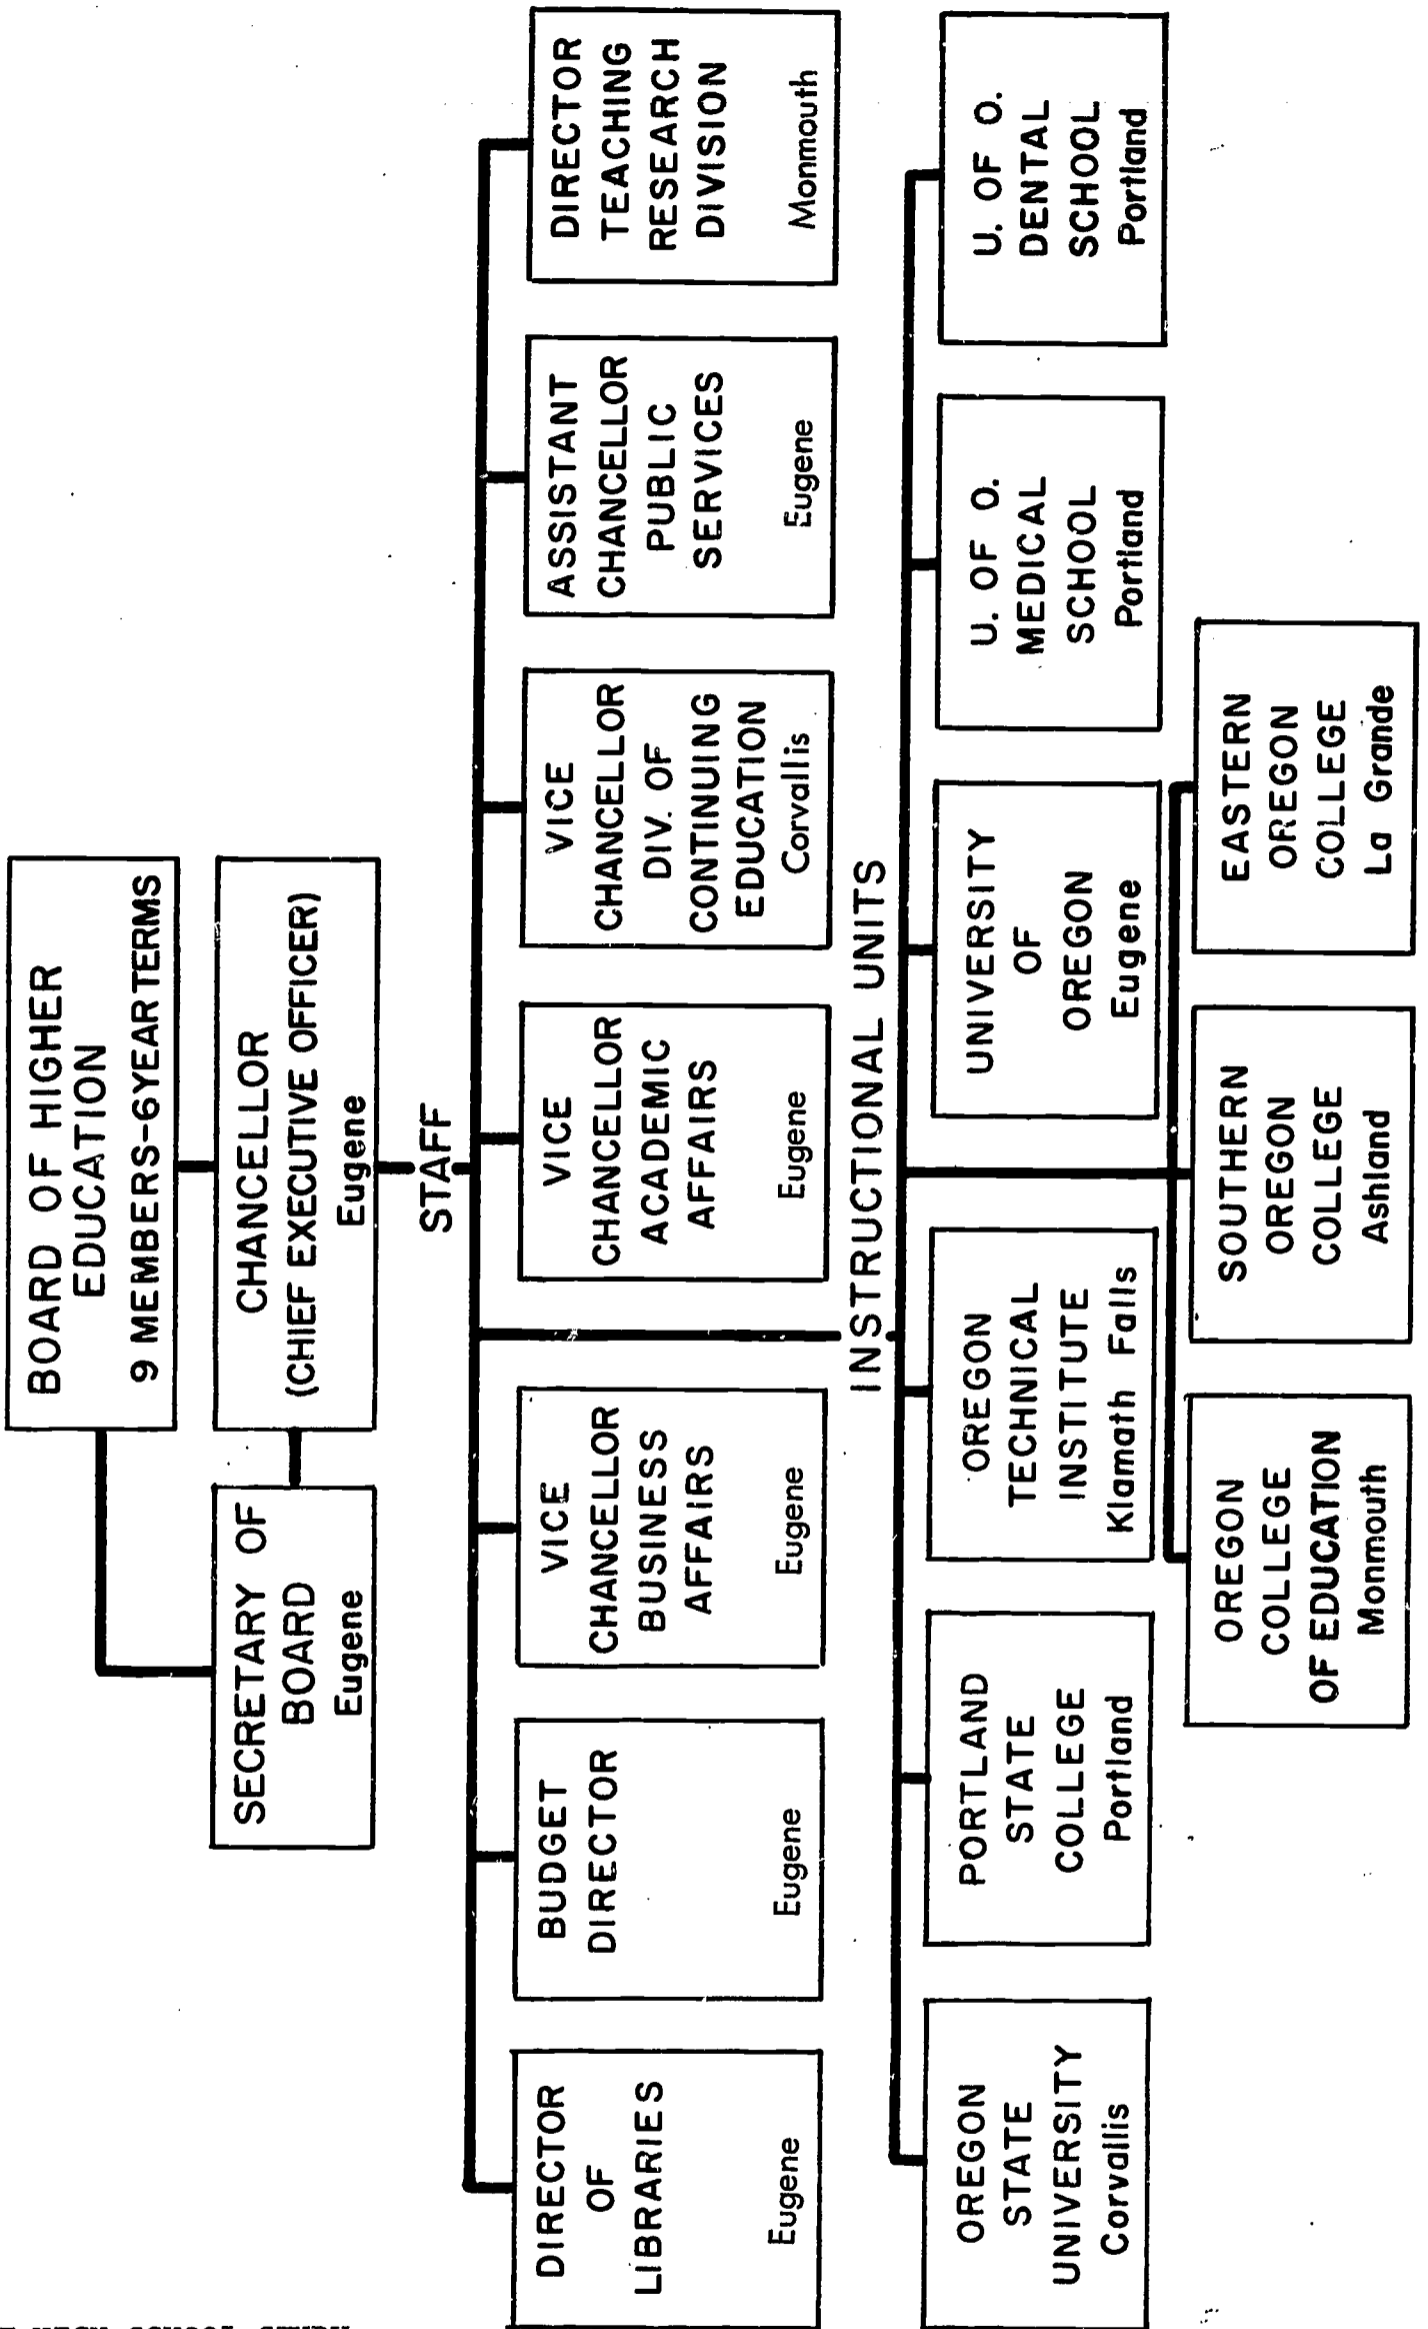 BOARD OF HIGHER
EDUCATION
9 MEMBERS-6YEAR TERMS
SECRETARY OF
BOARD
Eugene
CHANCELLOR
(CHIEF EXECUTIVE OFFICER)
Eugene
STAFF
DIRECTOR
OF
LIBRARIES
Eugene
BUDGET
DIRECTOR
Eugene
VICE
CHANCELLOR
BUSINESS
AFFAIRS
Eugene
VICE
CHANCELLOR
ACADEMIC
AFFAIRS
Eugene
VICE
CHANCELLOR
DIV. OF
CONTINUING
EDUCATION
Corvallis
ASSISTANT
CHANCELLOR
PUBLIC
SERVICES
Eugene
DIRECTOR
TEACHING
RESEARCH
DIVISION
Monmouth
INSTRUCTIONAL UNITS
OREGON
STATE
UNIVERSITY
Corvallis
PORTLAND
STATE
COLLEGE
Portland
OREGON
TECHNICAL
INSTITUTE
Klamath Falls
UNIVERSITY
OF
OREGON
Eugene
U. OF O.
MEDICAL
SCHOOL
Portland
U. OF O.
DENTAL
SCHOOL
Portland
OREGON
COLLEGE
OF EDUCATION
Monmouth
SOUTHERN
OREGON
COLLEGE
Ashland
EASTERN
OREGON
COLLEGE
La Grande